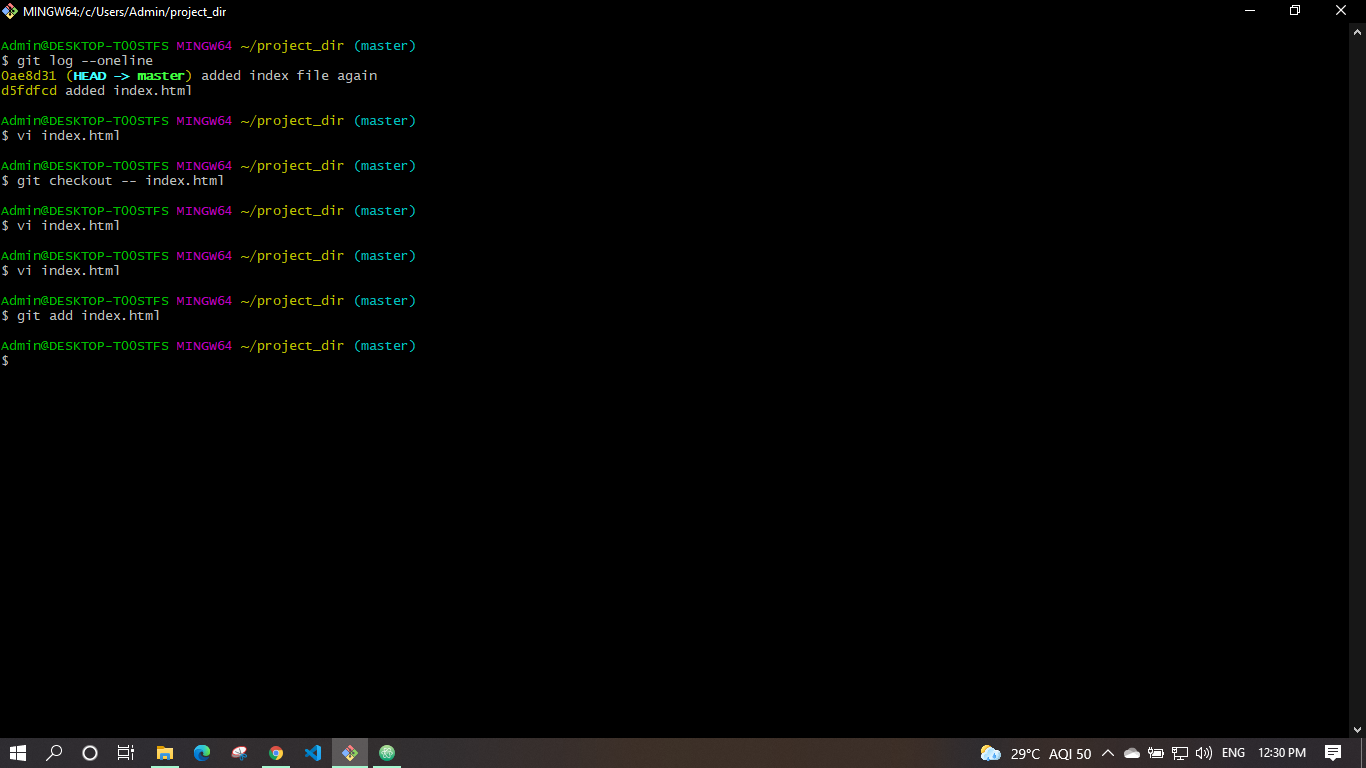 MINGW64:/c/Users/Admin/project_dir
Admin@DESKTOP-TOOSTFS MINGW64 ~/project_dir (master)
$ git log --oneline
0ae8d31 (HEAD -> master) added index file again
d5fdfcd added index.html
Admin@DESKTOP-TOOSTFS MINGW64 ~/project_dir (master)
$ vi index.html
Admin@DESKTOP-TOOSTFS MINGW64 ~/project_dir (master)
$ git checkout -- index.html
Admin@DESKTOP-TOOSTFS MINGW64 ~/project_dir (master)
$ vi index.html
Admin@DESKTOP-TOOSTFS MINGW64 ~/project_dir (master)
$ vi index.html
Admin@DESKTOP-TOOSTFS MINGW64 ~/project_dir (master)
$ git add index.html
Admin@DESKTOP-TOOSTFS MINGW64 ~/project_dir (master)
$
29°C AQI 50 ENG 12:30 PM